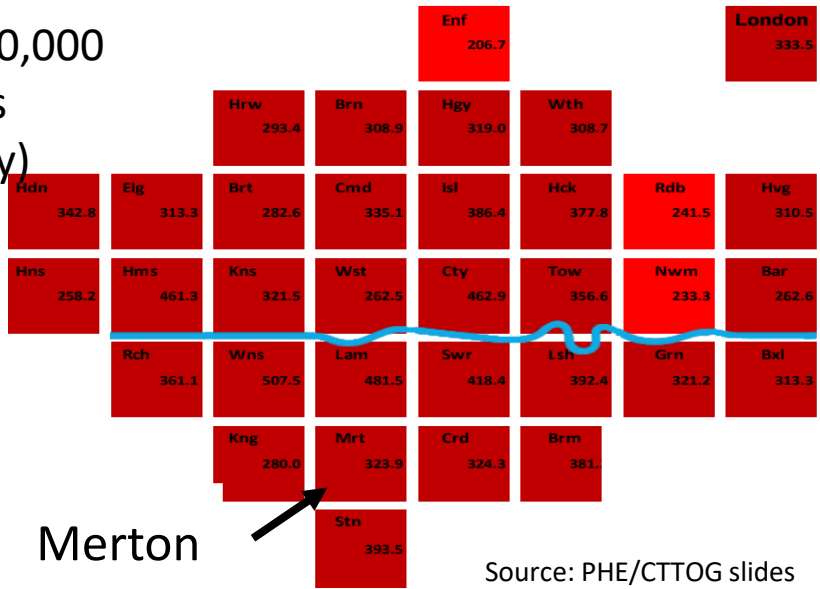 0,000
s
y)
Enf
206.7
London
333.5
Hrw
293.4
Brn
308.9
Hgy
319.0
Wth
308.7
Hdn
342.8
Elg
313.3
Brt
282.6
Cmd
335.1
Isl
386.4
Hck
377.8
Rdb
241.5
Hvg
310.5
Hns
258.2
Hms
461.3
Kns
321.5
Wst
262.5
Cty
462.9
Tow
356.6
Nwm
233.3
Bar
262.6
Rch
361.1
Wns
507.5
Lam
481.5
Swr
418.4
Lsh
392.4
Grn
321.2
Bxl
313.3
Kng
280.0
Mrt
323.9
Crd
324.3
Brm
381.
Stn
393.5
Merton
Source: PHE/CTTOG slides